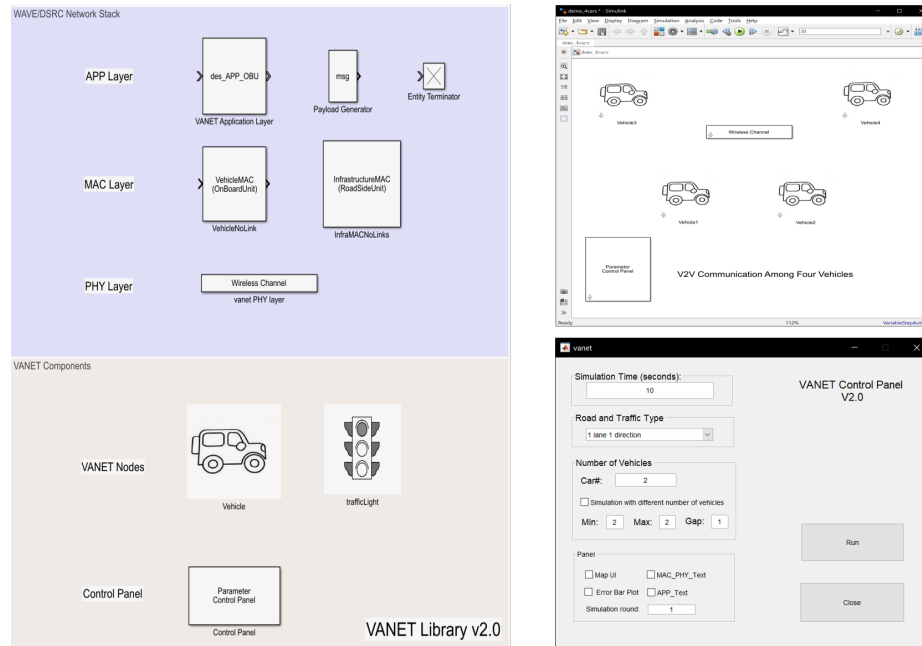 WAVE/DSRC Network Stack
APP Layer
des_APP_OBU
VANET Application Layer
msg
Payload Generator
Entity Terminator
MAC Layer
VehicleMAC
(OnBoardUnit)
VehicleNoLink
InfrastructureMAC
(RoadSideUnit)
InfraMACNoLinks
PHY Layer
Wireless Channel
vanet PHY layer
VANET Components
VANET Nodes
Vehicle
trafficLight
Control Panel
Parameter
Control Panel
Control Panel
VANET Library v2.0
demo_4cars * - Simulink
File Edit View Display Diagram Simulation Analysis Code Tools Help
30
demo_4cars
demo_4cars
Vehicle3
Vehicle4
Wireless Channel
Vehicle1
Vehicle2
Parameter
Control Panel
V2V Communication Among Four Vehicles
Ready
112%
VariableStepAuto
vanet
Simulation Time (seconds):
10
VANET Control Panel
V2.0
Road and Traffic Type
1 lane 1 direction
Number of Vehicles
Car#: 2
Simulation with different number of vehicles
Min: 2 Max: 2 Gap: 1
Run
Panel
Map UI MAC_PHY_Text
Error Bar Plot APP_Text
Simulation round: 1
Close